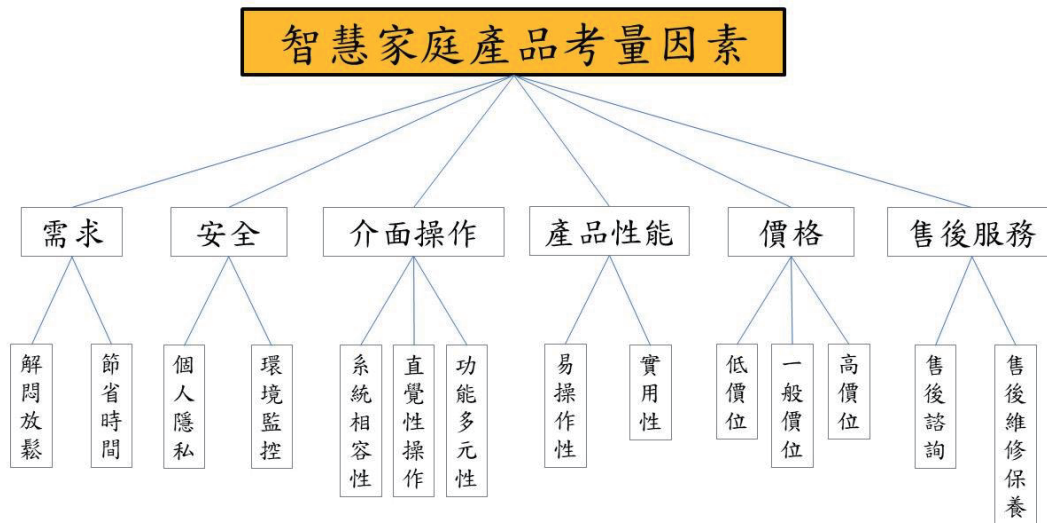 智慧家庭產品考量因素
需求
安全
介面操作
產品性能
價格
售後服務
解悶放鬆
節省時間
個人隱私
環境監控
系統相容性
直覺性操作
功能多元性
易操作性
實用性
低價位
一般價位
高價位
售後諮詢
售後維修保養